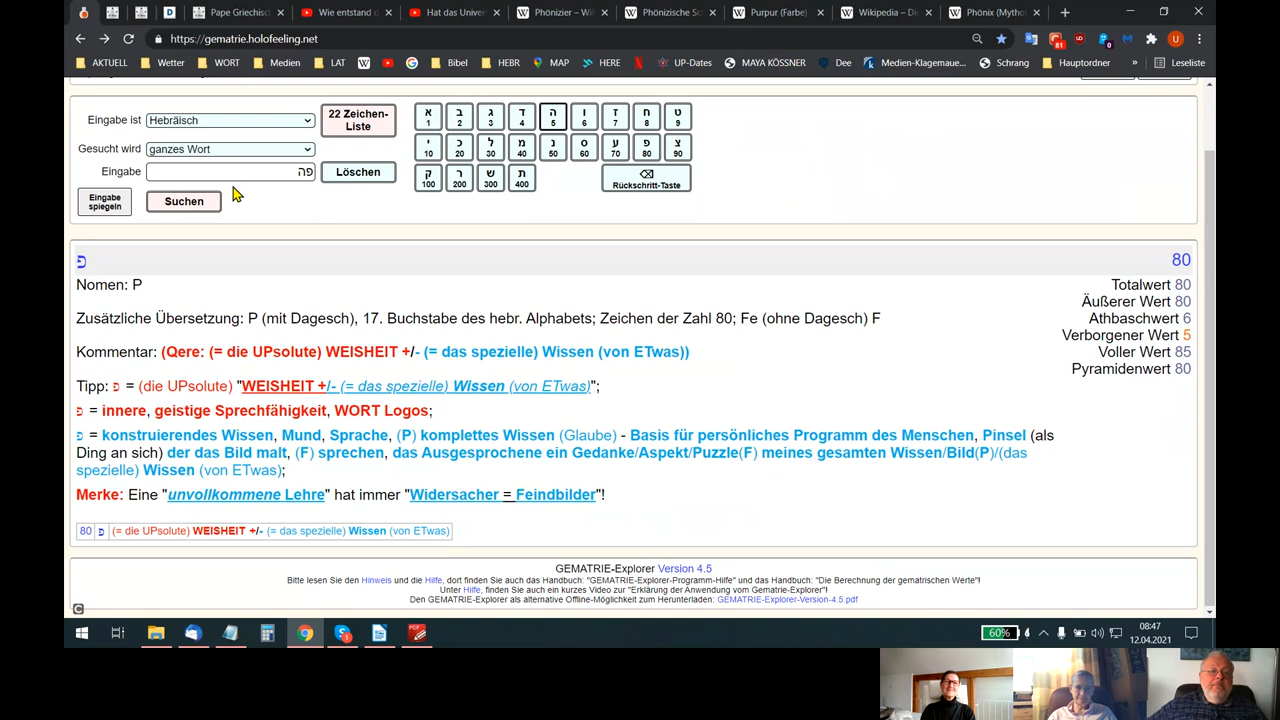 Pape Griechisc
Wie entstand d
Hat das Univer
Phönizier – Wi
Phönizische Sc
Purpur (Farbe)
Wikipedia – Di
Phönix (Mytho
https://gematrie.holofeeling.net
AKTUELL Wetter WORT Medien LAT Bibel HEBR MAP HERE UP-Dates MAYA KÖSSNER Dee Medien-Klagemaue... Schrang Hauptordner » Leseliste
Eingabe ist Hebräisch
22 Zeichen-Liste
Gesucht wird ganzes Wort
Eingabe פה
Löschen
Eingabe spiegeln
Suchen
א ב ג ד ה ו ז ח ט
1 2 3 4 5 6 7 8 9
י כ ל מ נ ס ע פ צ
10 20 30 40 50 60 70 80 90
ק ר ש ת
100 200 300 400
⌫
Rückschritt-Taste
פ 80
Nomen: P
Totalwert 80
Äußerer Wert 80
Athbaschwert 6
Verborgener Wert 5
Voller Wert 85
Pyramidenwert 80
Zusätzliche Übersetzung: P (mit Dagesch), 17. Buchstabe des hebr. Alphabets; Zeichen der Zahl 80; Fe (ohne Dagesch) F
Kommentar: (Qere: (= die UPsolute) WEISHEIT +/- (= das spezielle) Wissen (von ETwas))
Tipp: פ = (die UPsolute) "WEISHEIT +/- (= das spezielle) Wissen (von ETwas)";
פ = innere, geistige Sprechfähigkeit, WORT Logos;
פ = konstruierendes Wissen, Mund, Sprache, (P) komplettes Wissen (Glaube) - Basis für persönliches Programm des Menschen, Pinsel (als
Ding an sich) der das Bild malt, (F) sprechen, das Ausgesprochene ein Gedanke/Aspekt/Puzzle(F) meines gesamten Wissen/Bild(P)/(das
spezielle) Wissen (von ETwas);
Merke: Eine "unvollkommene Lehre" hat immer "Widersacher = Feindbilder"!
80 פ (= die UPsolute) WEISHEIT +/- (= das spezielle) Wissen (von ETwas)
GEMATRIE-Explorer Version 4.5
Bitte lesen Sie den Hinweis und die Hilfe, dort finden Sie auch das Handbuch: "GEMATRIE-Explorer-Programm-Hilfe" und das Handbuch: "Die Berechnung der gematrischen Werte"!
Unter Hilfe, finden Sie auch ein kurzes Video zur "Erklärung der Anwendung vom Gematrie-Explorer"!
Den GEMATRIE-Explorer als alternative Offline-Möglichkeit zum Herunterladen: GEMATRIE-Explorer-Version-4.5.pdf
60%
08:47
12.04.2021